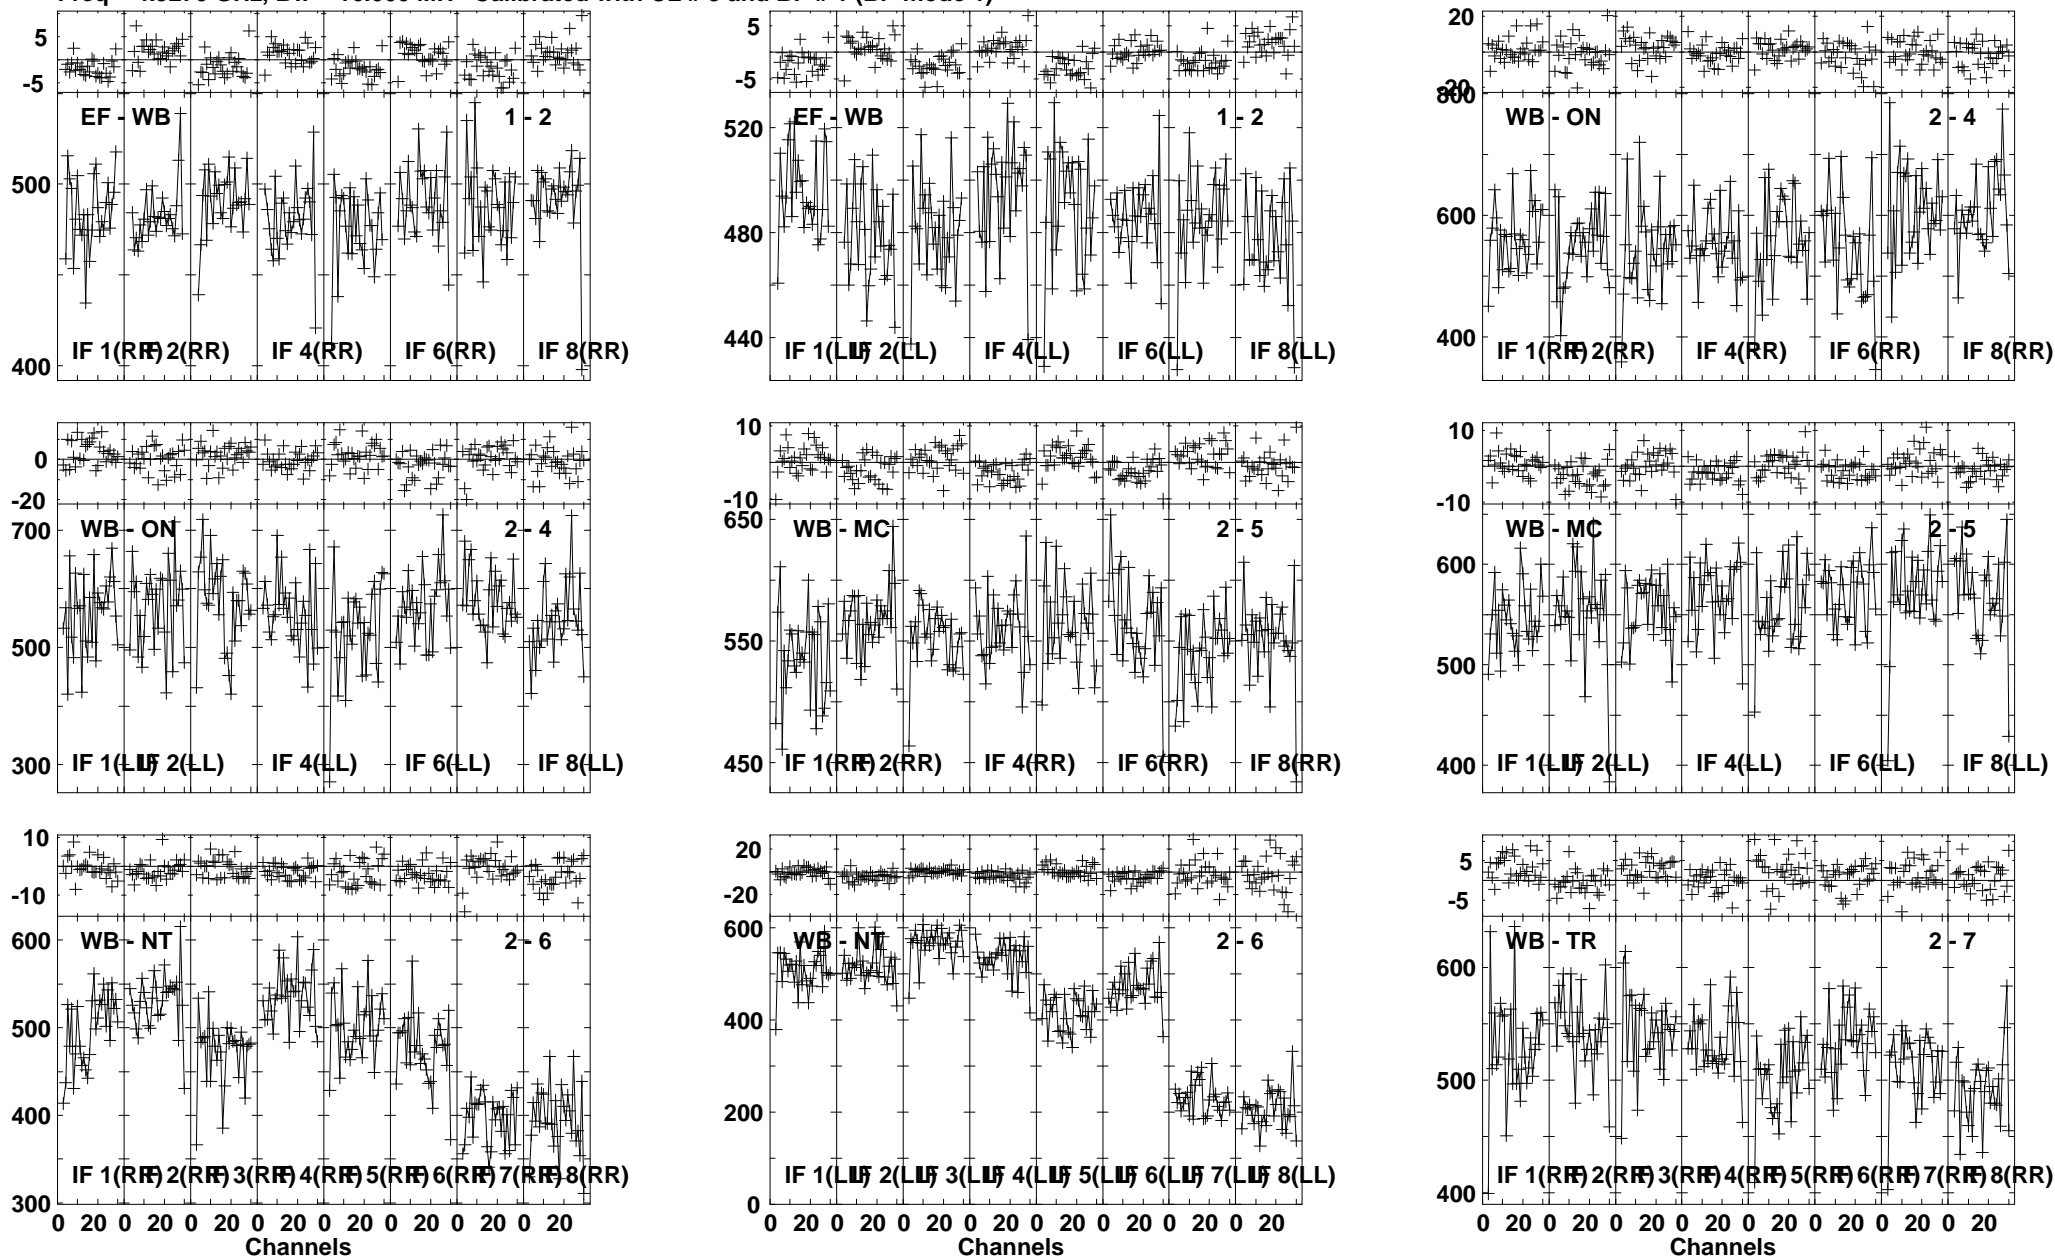 5
-5
EF - WB
1 - 2
500
400
IF 1(RR)
IF 2(RR)
IF 4(RR)
IF 6(RR)
IF 8(RR)
5
-5
EF - WB
1 - 2
520
480
440
IF 1(LL)
IF 2(LL)
IF 4(LL)
IF 6(LL)
IF 8(LL)
20
-20
800
WB - ON
2 - 4
600
400
IF 1(RR)
IF 2(RR)
IF 4(RR)
IF 6(RR)
IF 8(RR)
0
-20
700
WB - ON
2 - 4
500
300
IF 1(LL)
IF 2(LL)
IF 4(LL)
IF 6(LL)
IF 8(LL)
10
-10
650
WB - MC
2 - 5
550
450
IF 1(RR)
IF 2(RR)
IF 4(RR)
IF 6(RR)
IF 8(RR)
10
-10
WB - MC
2 - 5
600
500
400
IF 1(LL)
IF 2(LL)
IF 4(LL)
IF 6(LL)
IF 8(LL)
10
-10
600
WB - NT
2 - 6
500
400
300
IF 1(RR)
IF 2(RR)
IF 3(RR)
IF 4(RR)
IF 5(RR)
IF 6(RR)
IF 7(RR)
IF 8(RR)
0 20 0 20 0 20 0 20 0 20 0 20 0 20 0 20
Channels
20
-20
600
WB - NT
2 - 6
400
200
0
IF 1(LL)
IF 2(LL)
IF 3(LL)
IF 4(LL)
IF 5(LL)
IF 6(LL)
IF 7(LL)
IF 8(LL)
0 20 0 20 0 20 0 20 0 20 0 20 0 20 0 20
Channels
5
-5
WB - TR
2 - 7
600
500
400
IF 1(RR)
IF 2(RR)
IF 3(RR)
IF 4(RR)
IF 5(RR)
IF 6(RR)
IF 7(RR)
IF 8(RR)
0 20 0 20 0 20 0 20 0 20 0 20 0 20 0 20
Channels